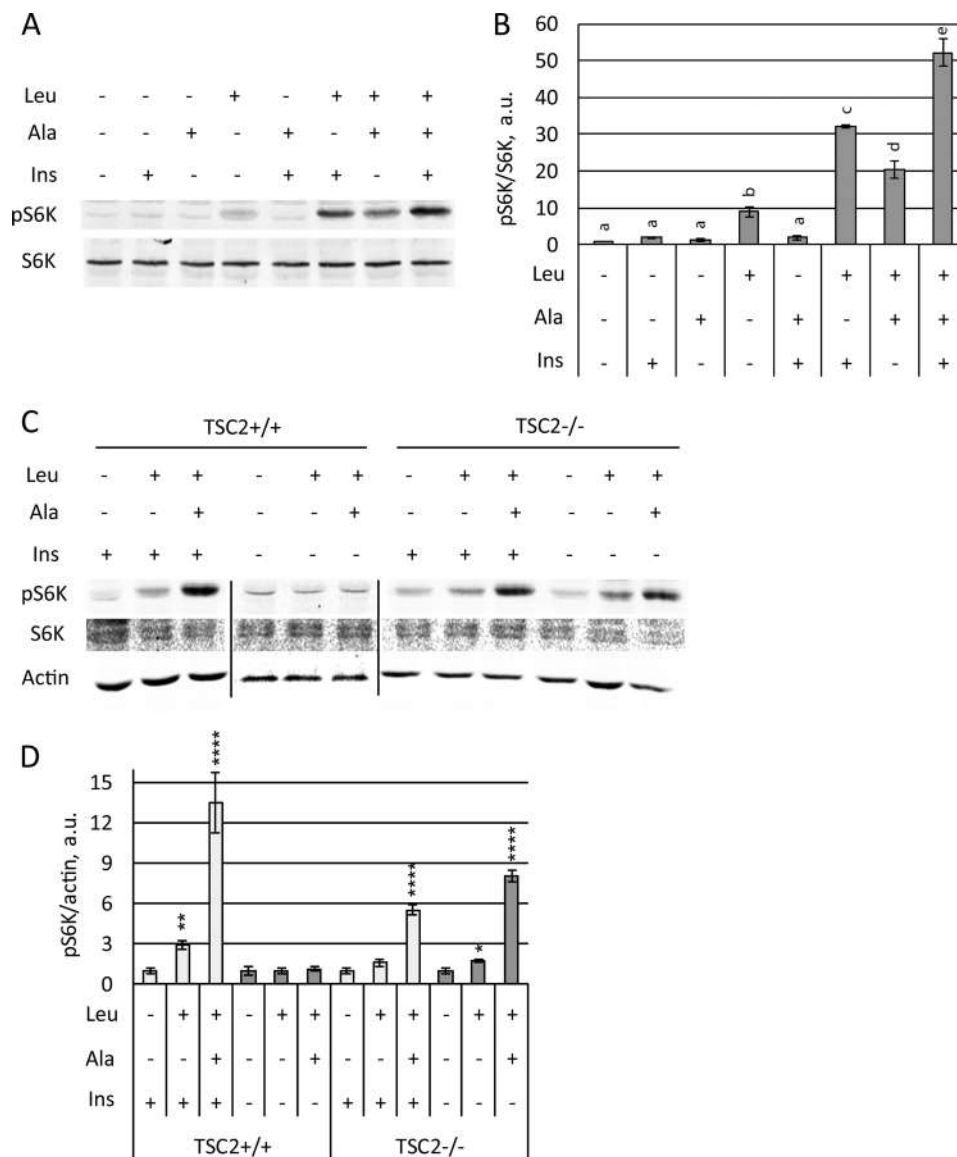 A
Leu - - - + - + + +
Ala - - + - + - + +
Ins - + - - + + - +
pS6K
S6K
B
pS6K/S6K, a.u.
60
50
40
30
20
10
0
a a a b a c d e
Leu - - - + - + + +
Ala - - + - + - + +
Ins - + - - + + - +
C
TSC2+/+ TSC2-/-
Leu - + + - + + - + + - + +
Ala - - + - - + - - + - - +
Ins + + + - - - + + + - - -
pS6K
S6K
Actin
D
pS6K/actin, a.u.
15
12
9
6
3
0
** **** **** * ****
Leu - + + - + + - + + - + +
Ala - - + - - + - - + - - +
Ins + + + - - - + + + - - -
TSC2+/+ TSC2-/-